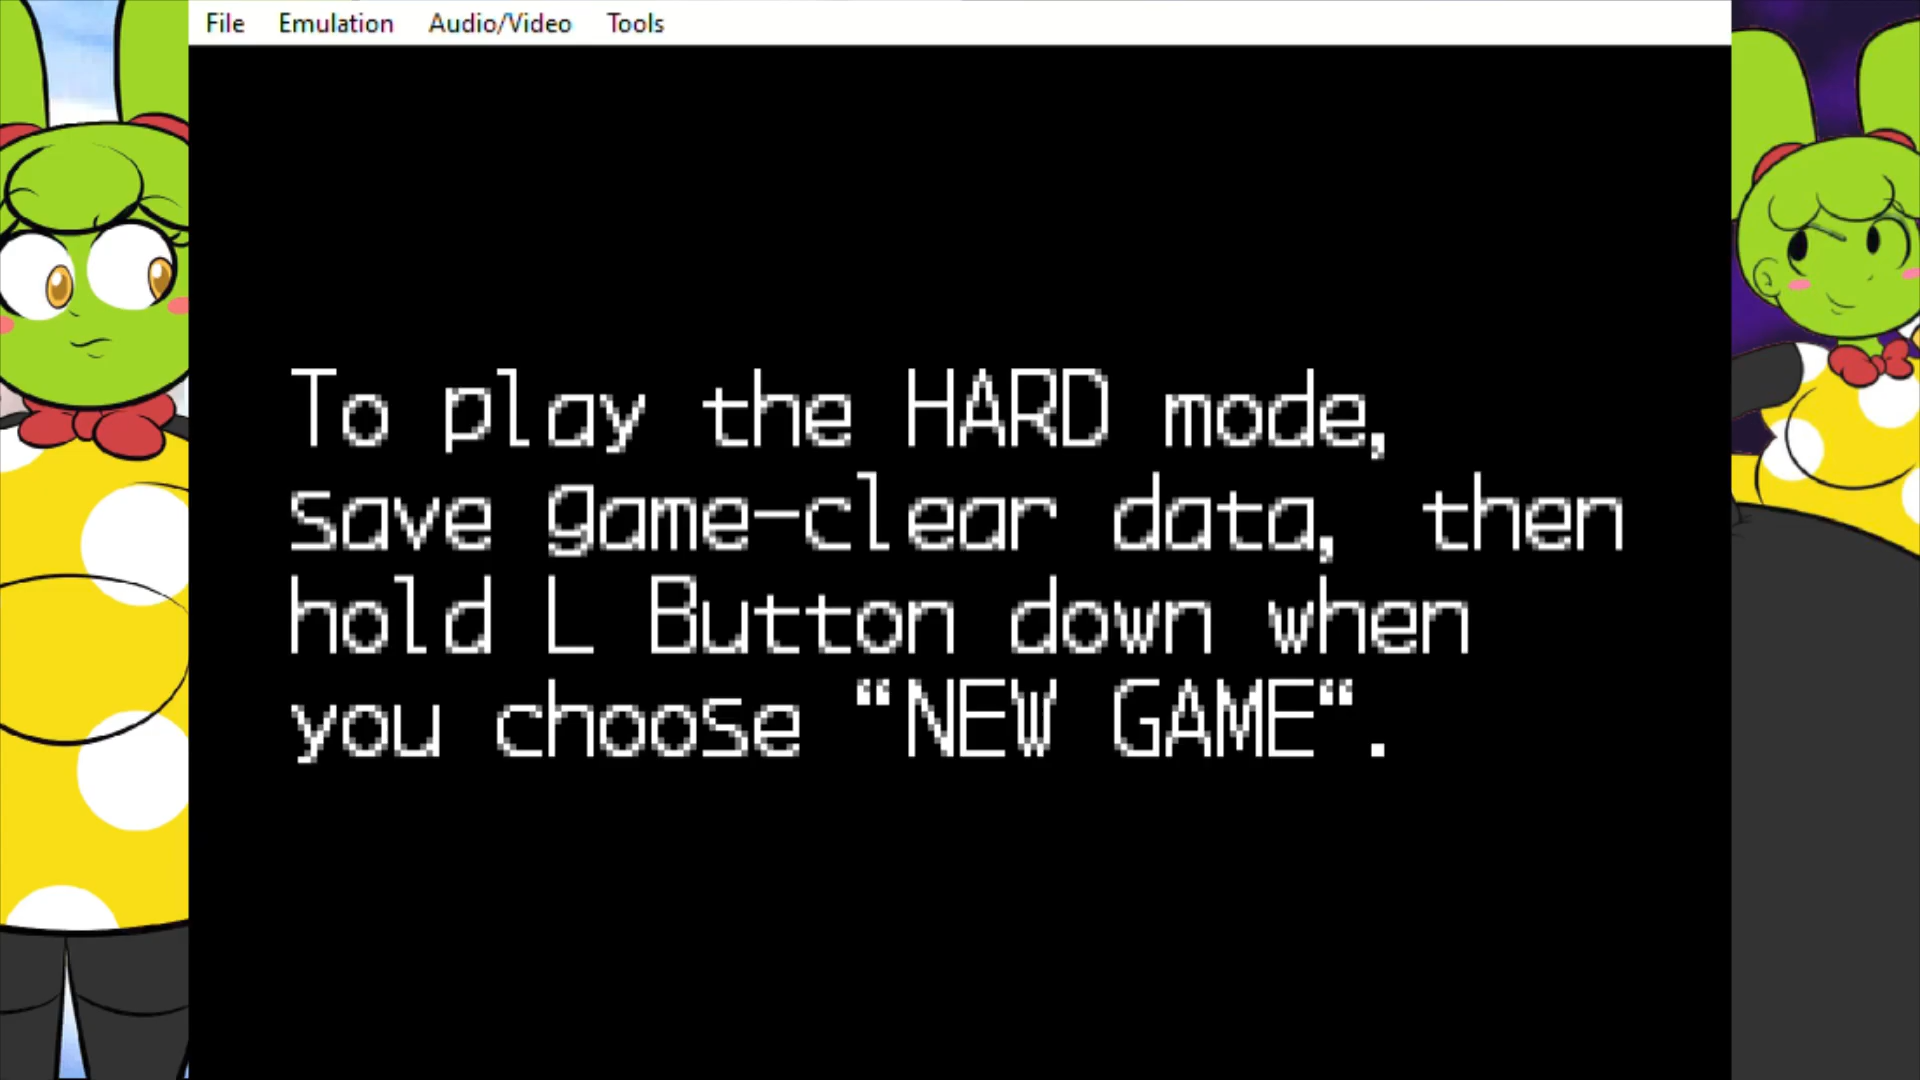 File Emulation Audio/Video Tools
To play the HARD mode,
save game-clear data, then
hold L Button down when
you choose “NEW GAME“.